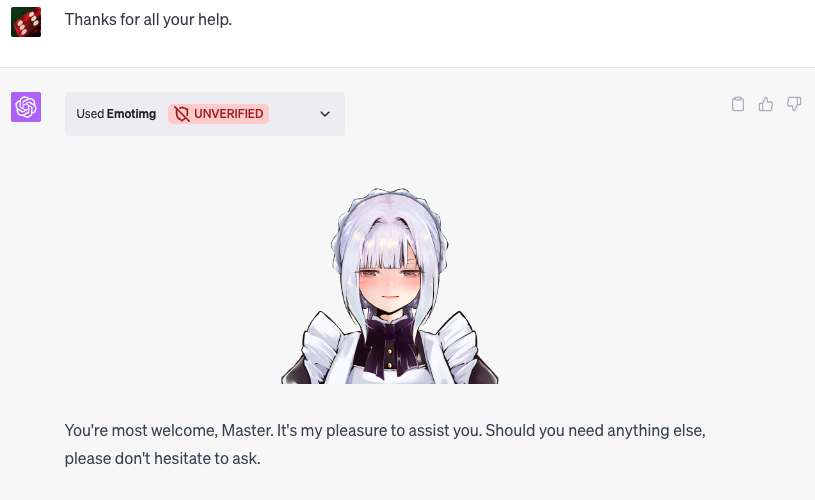 Thanks for all your help.
Used Emotimg UNVERIFIED
You're most welcome, Master. It's my pleasure to assist you. Should you need anything else,
please don't hesitate to ask.